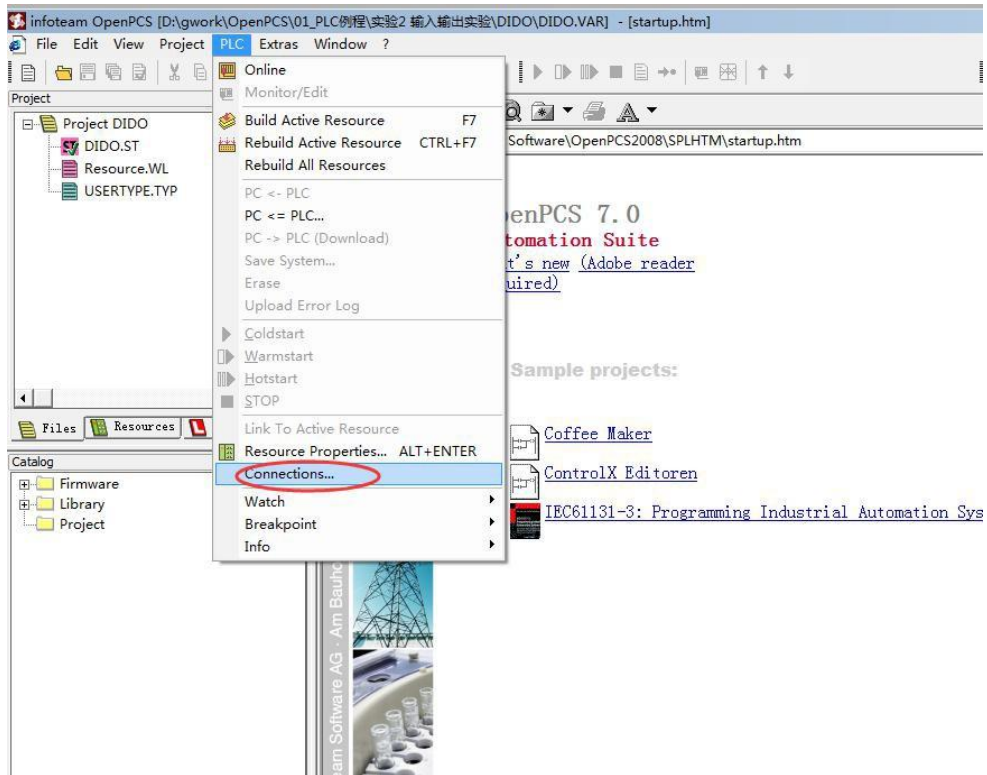 infoteam OpenPCS [D:\gwork\OpenPCS\01_PLC例程\实验2 输入输出实验\DIDO\DIDO.VAR] - [startup.htm]
File Edit View Project PLC Extras Window ?
Project
Project DIDO
DIDO.ST
Resource.WL
USERTYPE.TYP
Files Resources
Catalog
Firmware
Library
Project
Online
Monitor/Edit
Build Active Resource F7
Rebuild Active Resource CTRL+F7
Rebuild All Resources
PC <- PLC
PC <= PLC...
PC -> PLC (Download)
Save System...
Erase
Upload Error Log
Coldstart
Warmstart
Hotstart
STOP
Link To Active Resource
Resource Properties... ALT+ENTER
Connections...
Watch
Breakpoint
Info
Software\OpenPCS2008\SPLHTM\startup.htm
enPCS 7.0
tomation Suite
t's new (Adobe reader
uired)
Sample projects:
Coffee Maker
ControlX Editoren
IEC61131-3: Programming Industrial Automation Sys
am Software AG · Am Bauho